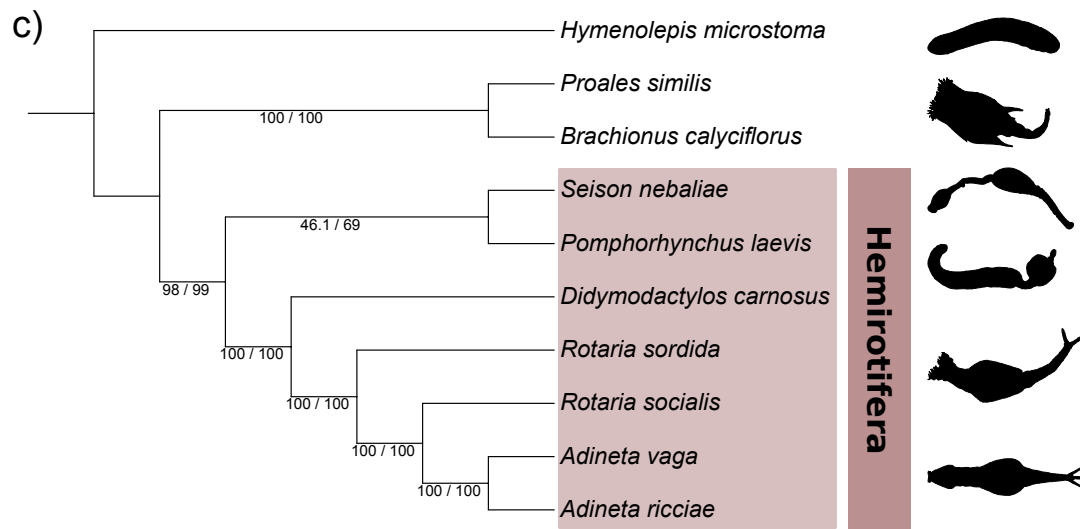 c)
Hymenolepis microstoma
Proales similis
100 / 100
Brachionus calyciflorus
Seison nebaliae
46.1 / 69
Pomphorhynchus laevis
98 / 99
Didymodactylos carnosus
100 / 100
Rotaria sordida
100 / 100
Rotaria socialis
100 / 100
Adineta vaga
100 / 100
Adineta ricciae
Hemirotifera